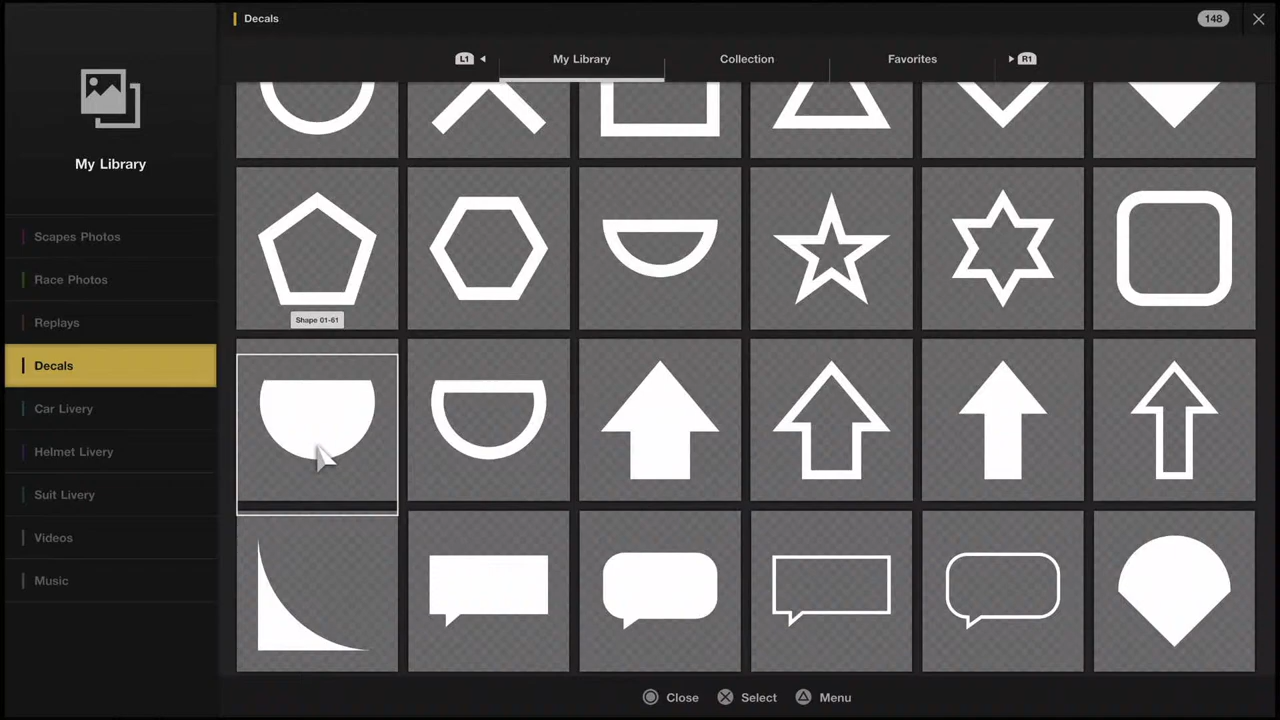 Decals
148
L1
My Library
Collection
Favorites
R1
My Library
Scapes Photos
Race Photos
Replays
Decals
Car Livery
Helmet Livery
Suit Livery
Videos
Music
Shape 01-61
Close
Select
Menu